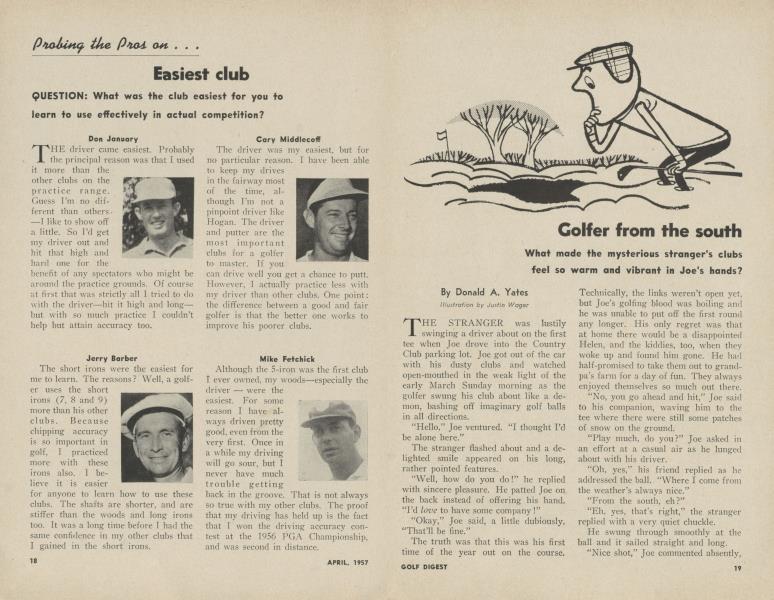 Probing the Pros on . . .
Easiest club
QUESTION: What was the club easiest for you to
learn to use effectively in actual competition?
Don January
THE driver came easiest. Probably
the principal reason was that I used
it more than the
other clubs on the
practice range.
Guess I'm no dif-
ferent than others
—I like to show off
a little. So I'd get
my driver out and
hit that high and
hard one for the
benefit of any spectators who might be
around the practice grounds. Of course
at first that was strictly all I tried to do
with the driver—hit it high and long—
but with so much practice I couldn't
help but attain accuracy too.
Jerry Barber
The short irons were the easiest for
me to learn. The reasons? Well, a golf-
er uses the short
irons (7, 8 and 9)
more than his other
clubs. Because
chipping accuracy
is so important in
golf, I practiced
more with these
irons also. I be-
lieve it is easier
for anyone to learn how to use these
clubs. The shafts are shorter, and are
stiffer than the woods and long irons
too. It was a long time before I had the
same confidence in my other clubs that
I gained in the short irons.
Cary Middlecoff
The driver was my easiest, but for
no particular reason. I have been able
to keep my drives
in the fairway most
of the time, al-
though I'm not a
pinpoint driver like
Hogan. The driver
and putter are the
most important
clubs for a golfer
to master. If you
can drive well you get a chance to putt.
However, I actually practice less with
my driver than other clubs. One point:
the difference between a good and fair
golfer is that the better one works to
improve his poorer clubs.
Mike Fetchick
Although the 5-iron was the first club
I ever owned, my woods—especially the
driver — were the
easiest. For some
reason I have al-
ways driven pretty
good, even from the
very first. Once in
a while my driving
will go sour, but I
never have much
trouble getting
back in the groove. That is not always
so true with my other clubs. The proof
that my driving has held up is the fact
that I won the driving accuracy con-
test at the 1956 PGA Championship,
and was second in distance.
18
APRIL, 1957
Golfer from the south
What made the mysterious stranger's clubs
feel so warm and vibrant in Joe's hands?
By Donald A. Yates
Illustration by Justin Wager
THE STRANGER was lustily
swinging a driver about on the first
tee when Joe drove into the Country
Club parking lot. Joe got out of the car
with his dusty clubs and watched
open-mouthed in the weak light of the
early March Sunday morning as the
golfer swung his club about like a de-
mon, bashing off imaginary golf balls
in all directions.
"Hello," Joe ventured. "I thought I'd
be alone here."
The stranger flashed about and a de-
lighted smile appeared on his long,
rather pointed features.
"Well, how do you do!" he replied
with sincere pleasure. He patted Joe on
the back instead of offering his hand.
"I'd love to have some company!"
"Okay," Joe said, a little dubiously,
"That'll be fine."
The truth was that this was his first
time of the year out on the course.
Technically, the links weren't open yet,
but Joe's golfing blood was boiling and
he was unable to put off the first round
any longer. His only regret was that
at home there would be a disappointed
Helen, and the kiddies, too, when they
woke up and found him gone. He had
half-promised to take them out to grand-
pa's farm for a day of fun. They always
enjoyed themselves so much out there.
"No, you go ahead and hit," Joe said
to his companion, waving him to the
tee where there were still some patches
of snow on the ground.
"Play much, do you?" Joe asked in
an effort at a casual air as he lunged
about with his driver.
"Oh, yes," his friend replied as he
addressed the ball. "Where I come from
the weather's always nice."
"From the south, eh?"
"Eh, yes, that's right," the stranger
replied with a very quiet chuckle.
He swung through smoothly at the
ball and it sailed straight and long.
"Nice shot," Joe commented absently,
GOLF DIGEST
19